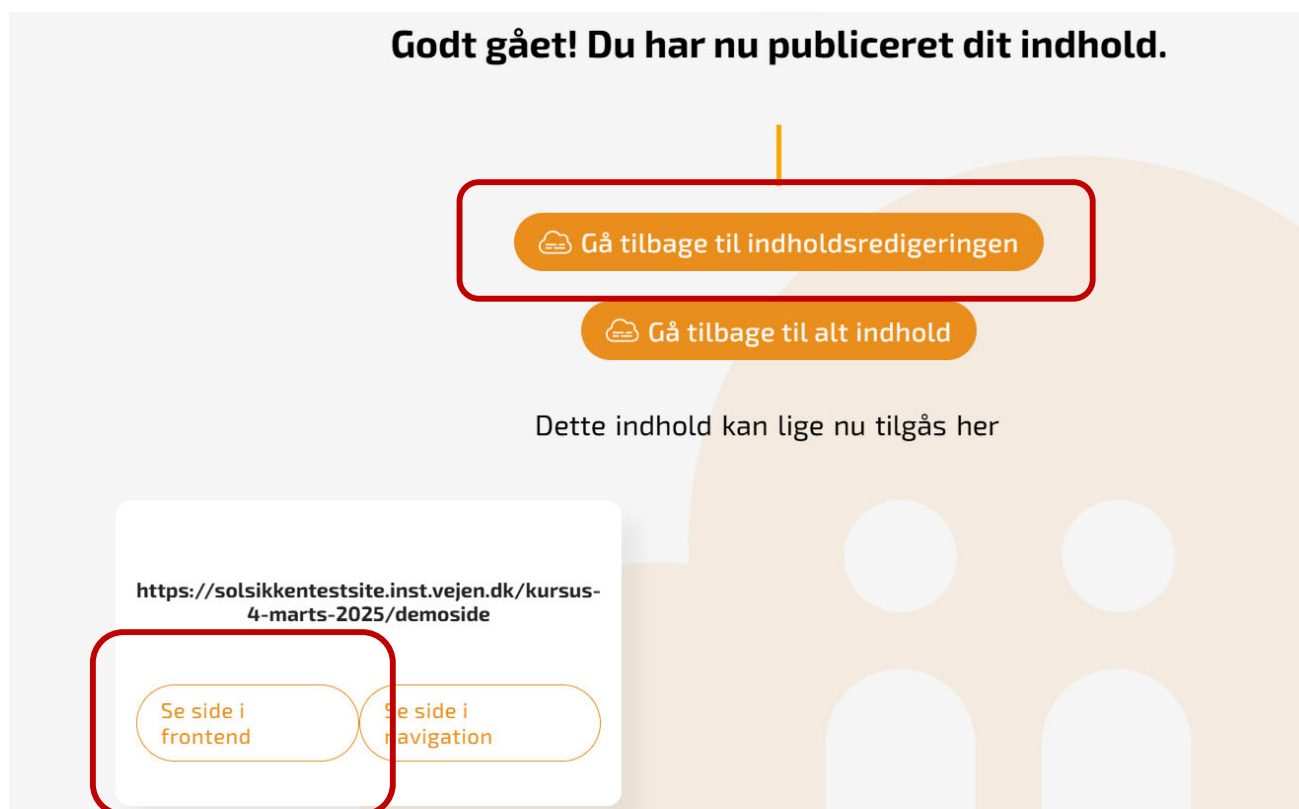 Godt gået! Du har nu publiceret dit indhold.
Gå tilbage til indholdsredigeringen
Gå tilbage til alt indhold
Dette indhold kan lige nu tilgås her
https://solsikkentestsite.inst.vejen.dk/kursus-
4-marts-2025/demoside
Se side i
frontend
Se side i
navigation